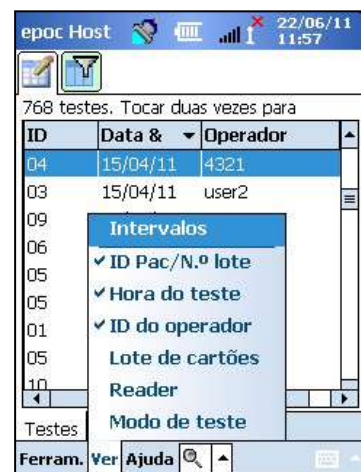 epoc Host 22/06/11
11:57
768 testes. Tocar duas vezes para
ID Data & Operador
04 15/04/11 4321
03 15/04/11 user2
09
06
05
05
01
05
10
Intervalos
ID Pac/N.º lote
Hora do teste
ID do operador
Lote de cartões
Reader
Modo de teste
Testes
Ferram. Ver Ajuda